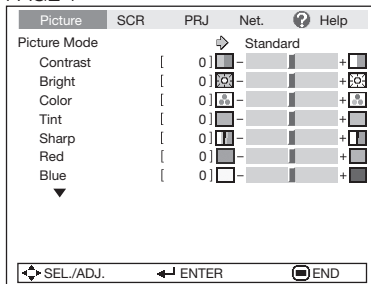 Picture SCR PRJ Net. ? Help
Picture Mode Standard
Contrast [ 0 ] - +
Bright [ 0 ] - +
Color [ 0 ] - +
Tint [ 0 ] - +
Sharp [ 0 ] - +
Red [ 0 ] - +
Blue [ 0 ] - +
SEL./ADJ. ENTER END